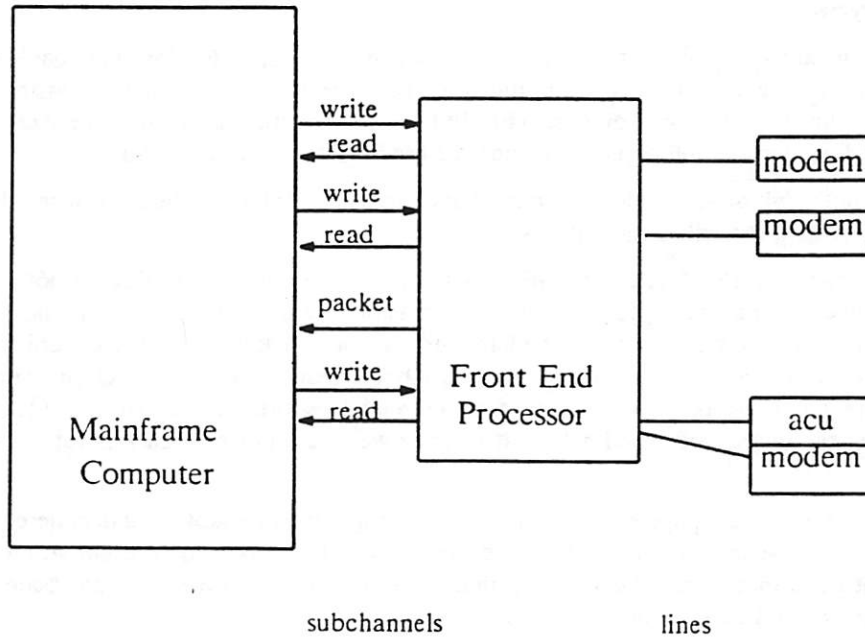 write
read
modem
write
modem
read
packet
write
Front End
read
Processor
acu
Mainframe
modem
Computer
subchannels
lines